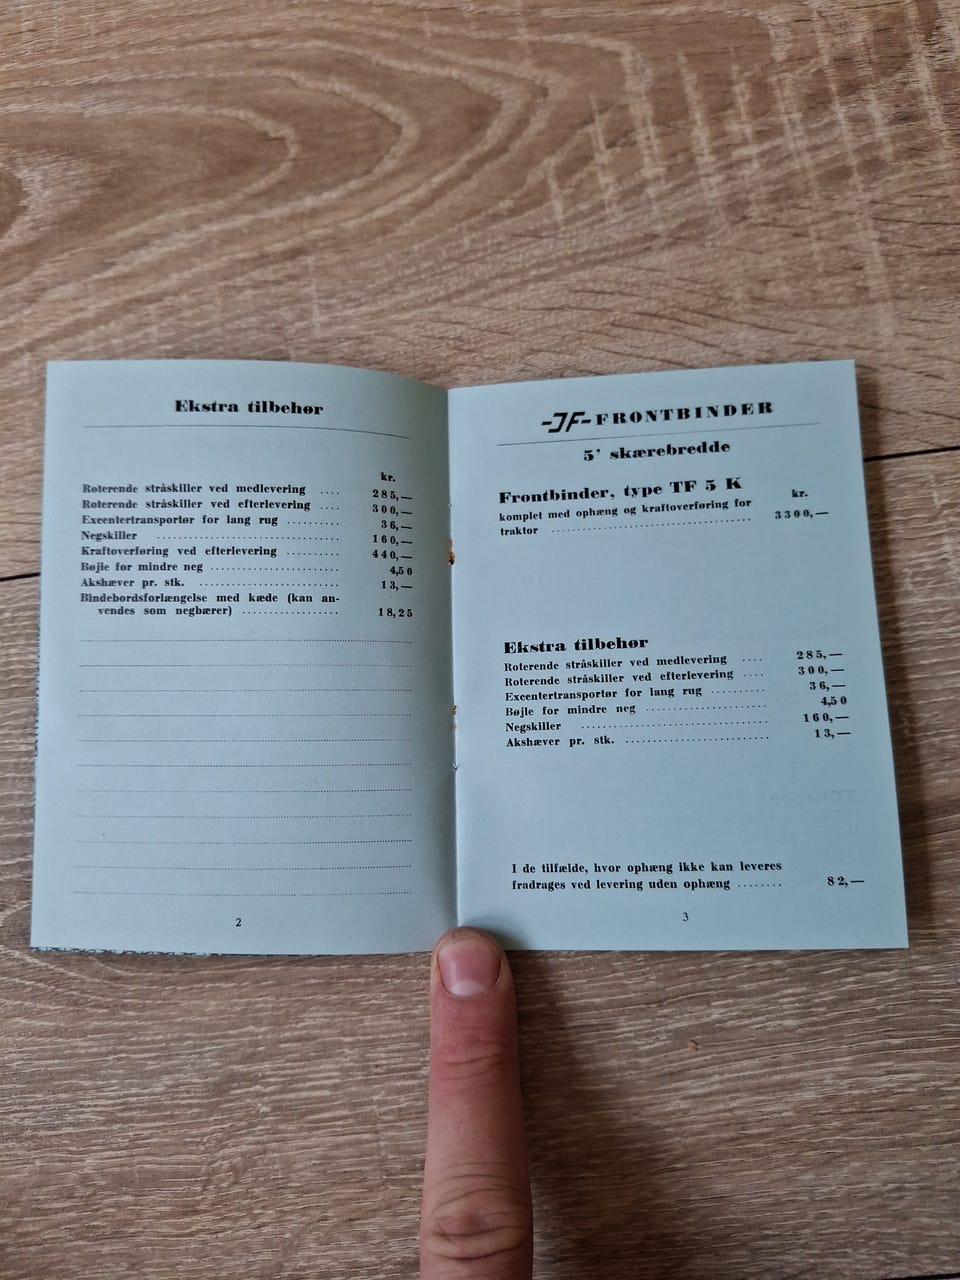 Ekstra tilbehør
kr.
Roterende stråskiller ved medlevering .... 285,—
Roterende stråskiller ved efterlevering .... 300,—
Excentertransportør for lang rug ......... 36,—
Negskiller .............................. 160,—
Kraftoverføring ved efterlevering .......... 440,—
Bøjle for mindre neg ...................... 4,50
Akshæver pr. stk. ........................ 13,—
Bindebordsforlængelse med kæde (kan an-
vendes som negbærer) ................ 18,25
2
-JF-FRONTBINDER
5' skærebredde
Frontbinder, type TF 5 K
kr.
komplet med ophæng og kraftoverføring for
traktor ................................ 3300,—
Ekstra tilbehør
Roterende stråskiller ved medlevering .... 285,—
Roterende stråskiller ved efterlevering .... 300,—
Excentertransportør for lang rug .......... 36,—
Bøjle for mindre neg .................... 4,50
Negskiller .............................. 160,—
Akshæver pr. stk. ........................ 13,—
I de tilfælde, hvor ophæng ikke kan leveres
fradrages ved levering uden ophæng ........ 82,—
3